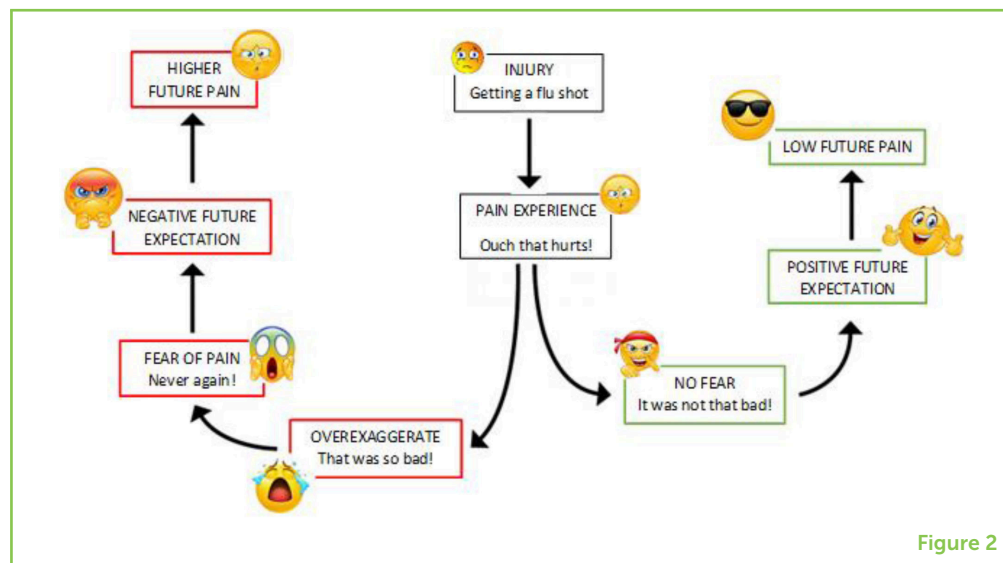 HIGHER
FUTURE PAIN
NEGATIVE FUTURE
EXPECTATION
FEAR OF PAIN
Never again!
OVEREXAGGERATE
That was so bad!
INJURY
Getting a flu shot
PAIN EXPERIENCE
Ouch that hurts!
NO FEAR
It was not that bad!
POSITIVE FUTURE
EXPECTATION
LOW FUTURE PAIN
Figure 2